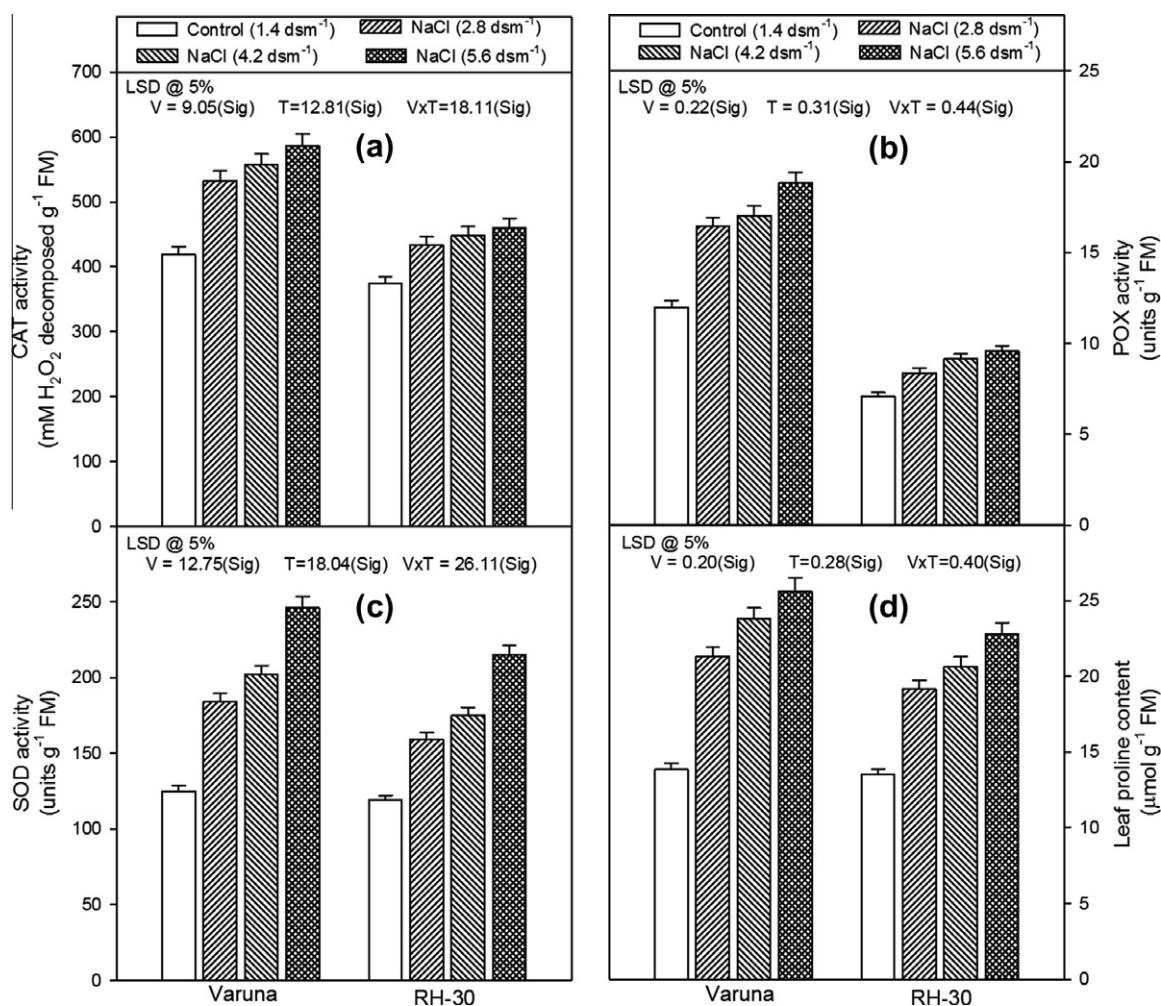 Control (1.4 dsm⁻¹) NaCl (2.8 dsm⁻¹)
NaCl (4.2 dsm⁻¹) NaCl (5.6 dsm⁻¹)
700
600
500
400
300
200
100
0
CAT activity
(mM H₂O₂ decomposed g⁻¹ FM)
LSD @ 5%
V = 9.05(Sig) T=12.81(Sig) VxT=18.11(Sig)
(a)
Control (1.4 dsm⁻¹) NaCl (2.8 dsm⁻¹)
NaCl (4.2 dsm⁻¹) NaCl (5.6 dsm⁻¹)
LSD @ 5%
V = 0.22(Sig) T = 0.31(Sig) VxT = 0.44(Sig)
(b)
25
20
15
10
5
0
POX activity
(units g⁻¹ FM)
LSD @ 5%
V = 12.75(Sig) T=18.04(Sig) VxT = 26.11(Sig)
(c)
250
200
150
100
50
0
SOD activity
(units g⁻¹ FM)
Varuna RH-30
LSD @ 5%
V = 0.20(Sig) T=0.28(Sig) VxT=0.40(Sig)
(d)
25
20
15
10
5
0
Leaf proline content
(μmol g⁻¹ FM)
Varuna RH-30